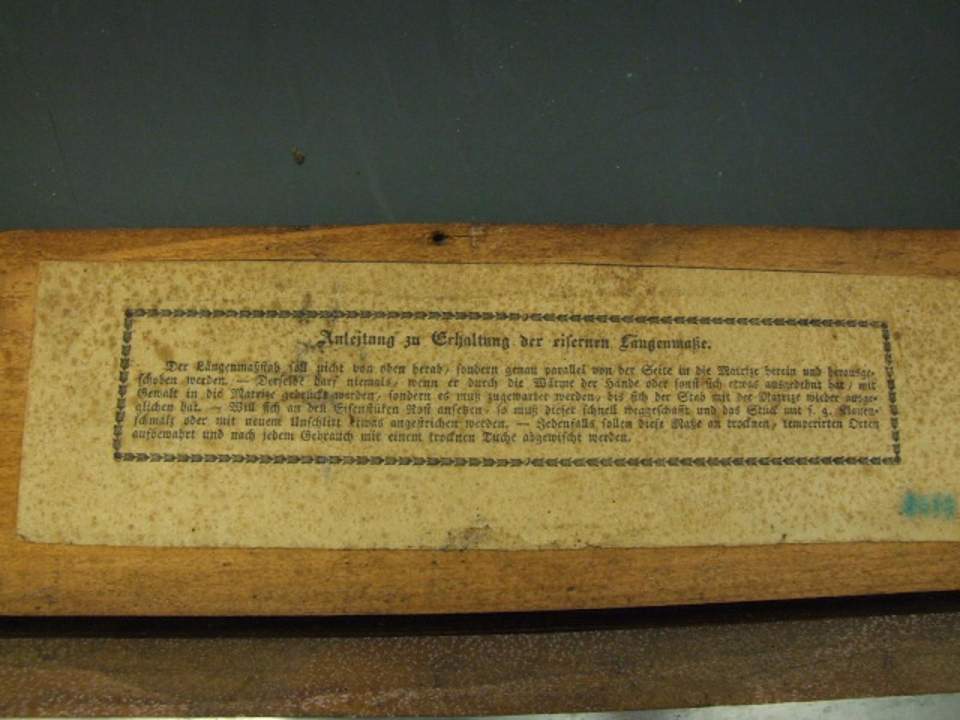 Anleitung zu Erhaltung der eisernen Längenmaße.
Der Längenmaßstab soll nicht von oben herab, sondern genau parallel von der Seite in die Matrize herein und herausge-
schoben werden. — Derselbe darf niemals, wenn er durch die Wärme der Hände oder sonst sich etwas ausgedehnt hat, mit
Gewalt in die Matrize gedrückt werden, sondern es muß zugewartet werden, bis sich der Stab mit der Matrize wieder ausge-
glichen hat. — Will sich an den Eisenstüken Rost ansetzen, so muß dieser schnell weggeschafft und das Stück mit s. g. Klauen-
schmalz oder mit neuem Unschlitt etwas angestrichen werden. — Jedenfalls sollen diese Maße an trocknen, temperirten Orten
aufbewahrt und nach jedem Gebrauch mit einem trocknen Tuche abgewischt werden.